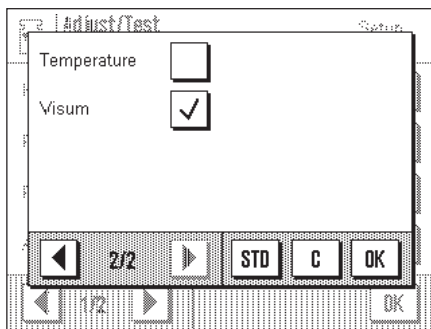 Adjust/Test Setup
Temperature
Visum
2/2 STD C OK
1/2 OK